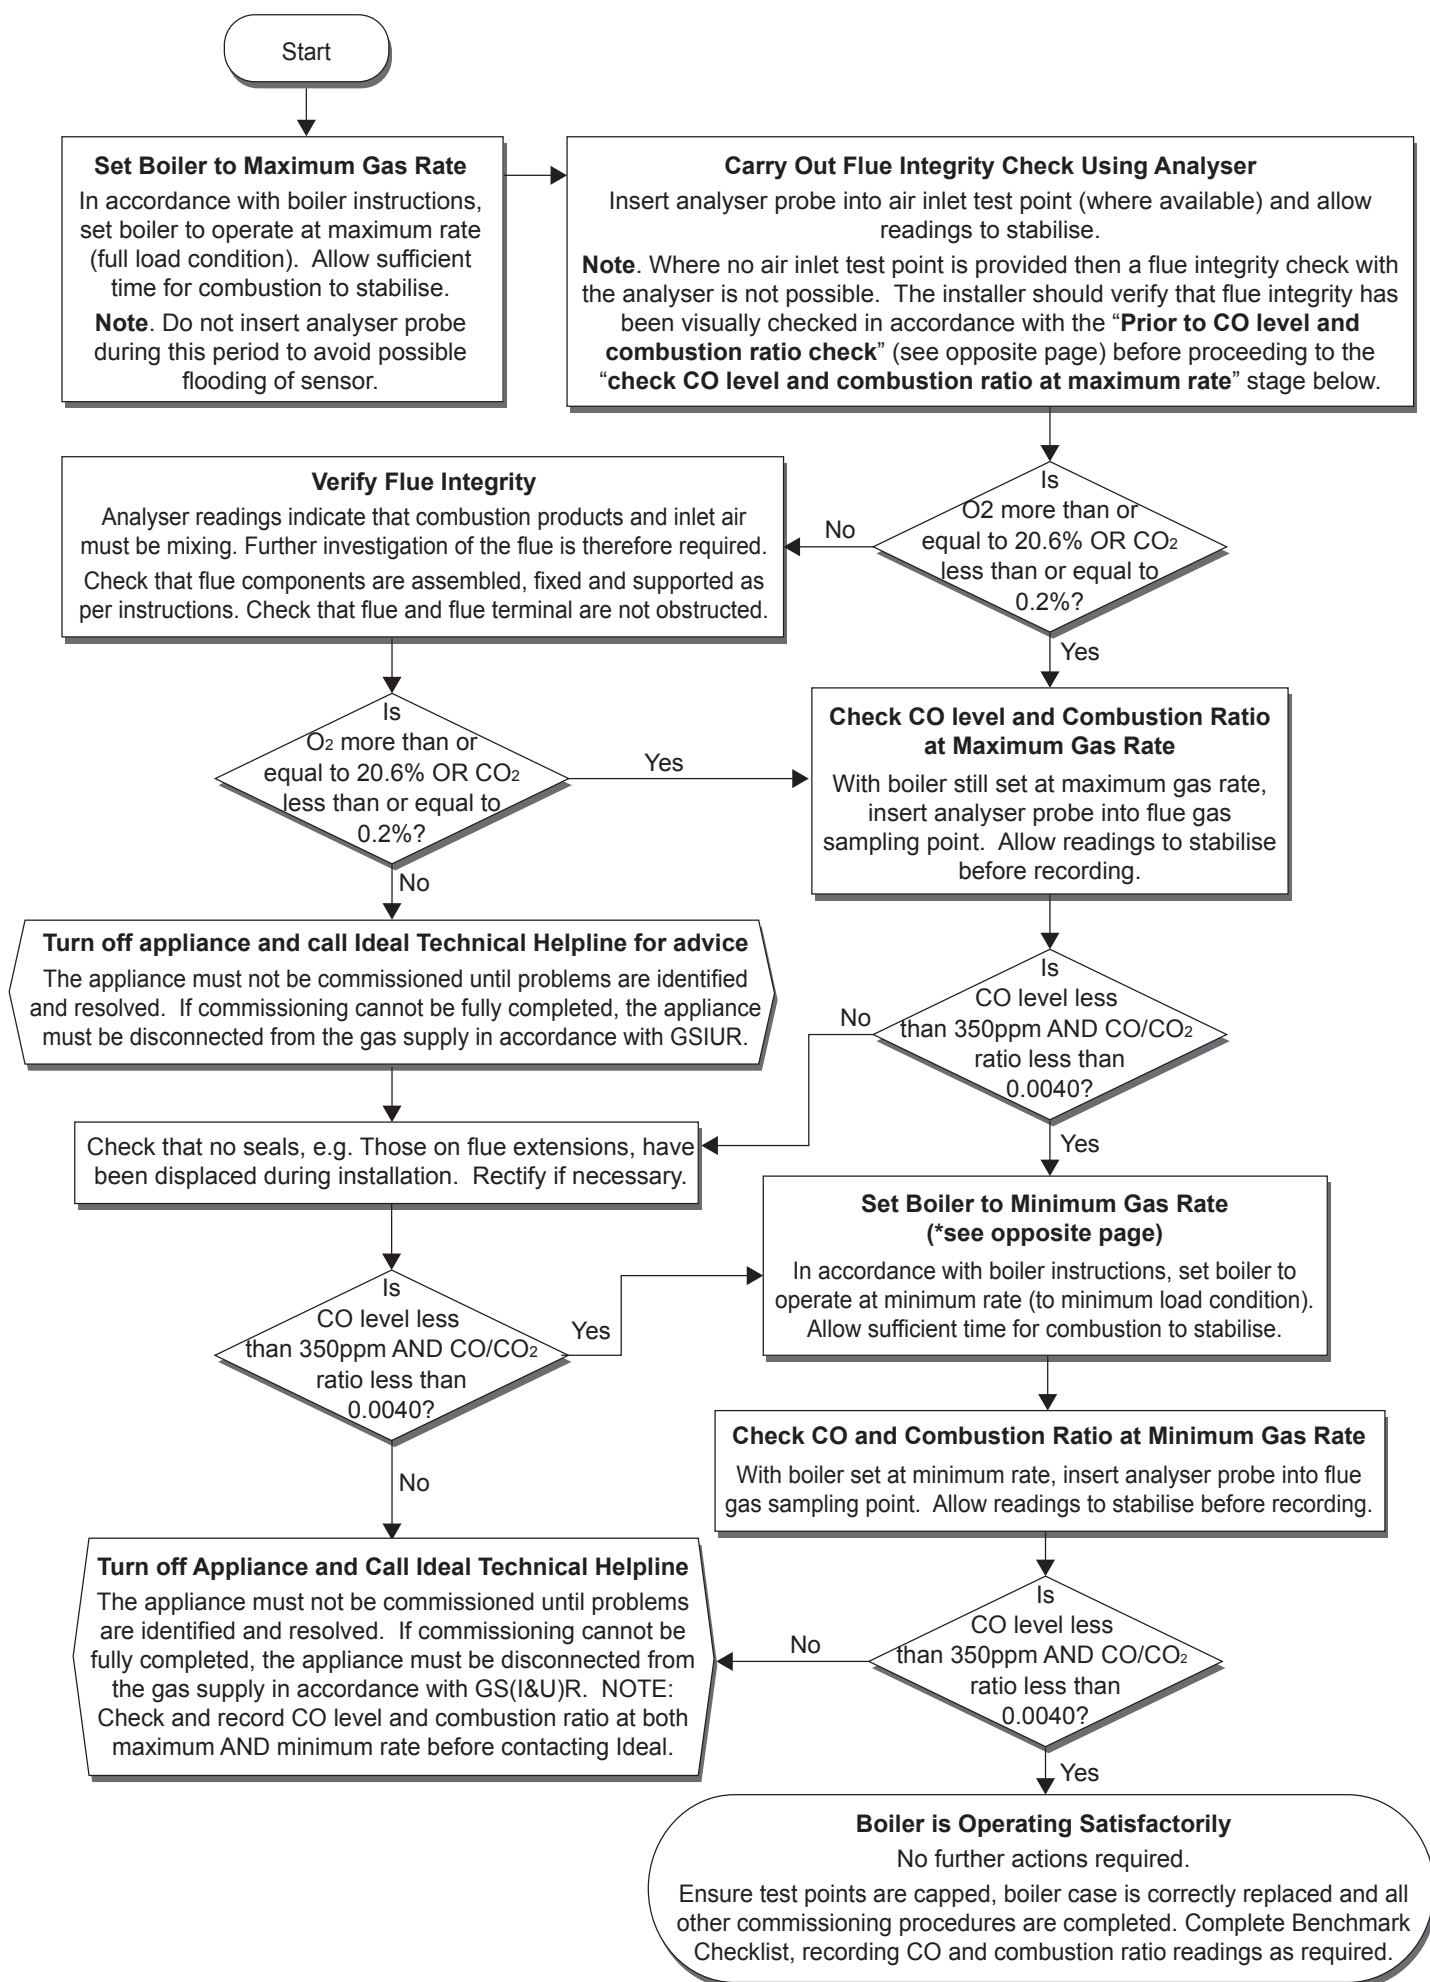 Start
Set Boiler to Maximum Gas Rate
In accordance with boiler instructions,
set boiler to operate at maximum rate
(full load condition). Allow sufficient
time for combustion to stabilise.
Note. Do not insert analyser probe
during this period to avoid possible
flooding of sensor.
Carry Out Flue Integrity Check Using Analyser
Insert analyser probe into air inlet test point (where available) and allow
readings to stabilise.
Note. Where no air inlet test point is provided then a flue integrity check with
the analyser is not possible. The installer should verify that flue integrity has
been visually checked in accordance with the “Prior to CO level and
combustion ratio check” (see opposite page) before proceeding to the
“check CO level and combustion ratio at maximum rate” stage below.
Is
O2 more than or
equal to 20.6% OR CO2
less than or equal to
0.2%?
No
Yes
Verify Flue Integrity
Analyser readings indicate that combustion products and inlet air
must be mixing. Further investigation of the flue is therefore required.
Check that flue components are assembled, fixed and supported as
per instructions. Check that flue and flue terminal are not obstructed.
Is
O2 more than or
equal to 20.6% OR CO2
less than or equal to
0.2%?
Yes
No
Check CO level and Combustion Ratio
at Maximum Gas Rate
With boiler still set at maximum gas rate,
insert analyser probe into flue gas
sampling point. Allow readings to stabilise
before recording.
Turn off appliance and call Ideal Technical Helpline for advice
The appliance must not be commissioned until problems are identified
and resolved. If commissioning cannot be fully completed, the appliance
must be disconnected from the gas supply in accordance with GSIUR.
Is
CO level less
than 350ppm AND CO/CO2
ratio less than
0.0040?
No
Yes
Check that no seals, e.g. Those on flue extensions, have
been displaced during installation. Rectify if necessary.
Set Boiler to Minimum Gas Rate
(*see opposite page)
In accordance with boiler instructions, set boiler to
operate at minimum rate (to minimum load condition).
Allow sufficient time for combustion to stabilise.
Is
CO level less
than 350ppm AND CO/CO2
ratio less than
0.0040?
Yes
No
Check CO and Combustion Ratio at Minimum Gas Rate
With boiler set at minimum rate, insert analyser probe into flue
gas sampling point. Allow readings to stabilise before recording.
Turn off Appliance and Call Ideal Technical Helpline
The appliance must not be commissioned until problems
are identified and resolved. If commissioning cannot be
fully completed, the appliance must be disconnected from
the gas supply in accordance with GS(I&U)R. NOTE:
Check and record CO level and combustion ratio at both
maximum AND minimum rate before contacting Ideal.
Is
CO level less
than 350ppm AND CO/CO2
ratio less than
0.0040?
No
Yes
Boiler is Operating Satisfactorily
No further actions required.
Ensure test points are capped, boiler case is correctly replaced and all
other commissioning procedures are completed. Complete Benchmark
Checklist, recording CO and combustion ratio readings as required.